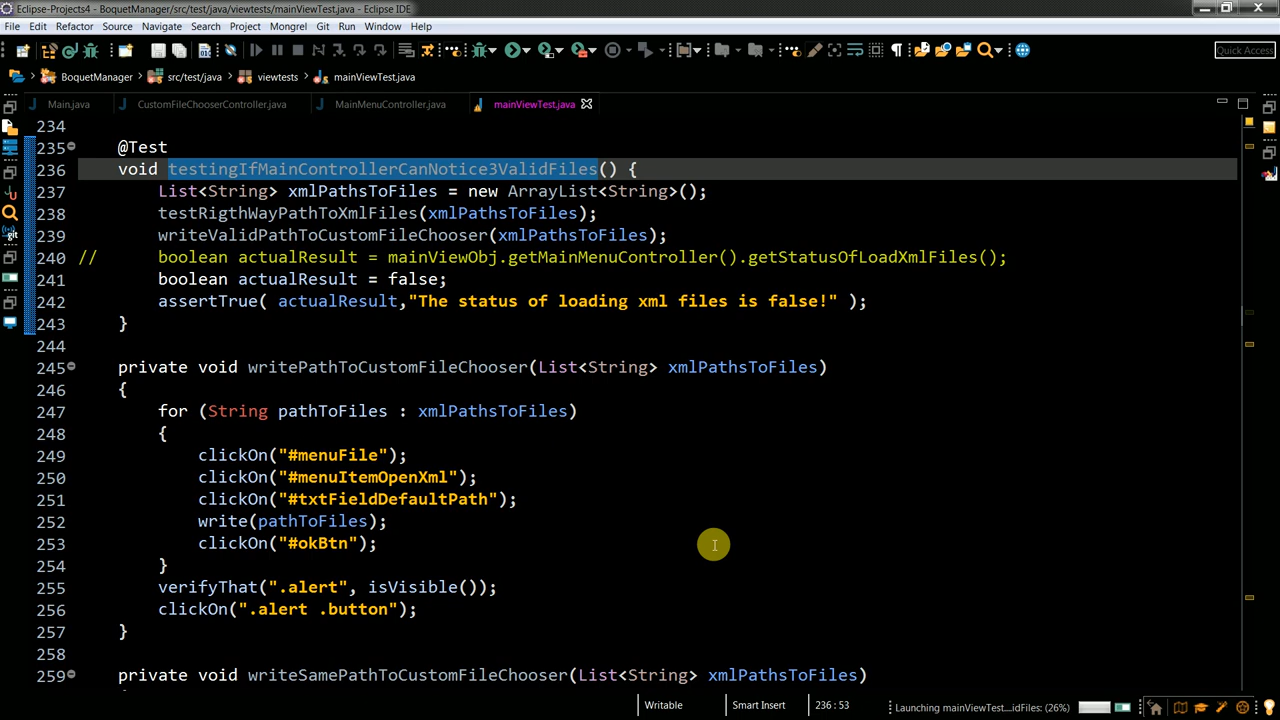 Eclipse-Projects4 - BoquetManager/src/test/java/viewtests/mainViewTest.java - Eclipse IDE
File Edit Refactor Source Navigate Search Project Mongrel Git Run Window Help
Quick Access
BoquetManager src/test/java viewtests mainViewTest.java
Main.java CustomFileChooserController.java MainMenuController.java mainViewTest.java
234
235 @Test
236 void testingIfMainControllerCanNotice3ValidFiles() {
237 List<String> xmlPathsToFiles = new ArrayList<String>();
238 testRigthWayPathToXmlFiles(xmlPathsToFiles);
239 writeValidPathToCustomFileChooser(xmlPathsToFiles);
240 // boolean actualResult = mainViewObj.getMainMenuController().getStatusOfLoadXmlFiles();
241 boolean actualResult = false;
242 assertTrue( actualResult,"The status of loading xml files is false!" );
243 }
244
245 private void writePathToCustomFileChooser(List<String> xmlPathsToFiles)
246 {
247 for (String pathToFiles : xmlPathsToFiles)
248 {
249 clickOn("#menuFile");
250 clickOn("#menuItemOpenXml");
251 clickOn("#txtFieldDefaultPath");
252 write(pathToFiles);
253 clickOn("#okBtn");
254 }
255 verifyThat(".alert", isVisible());
256 clickOn(".alert .button");
257 }
258
259 private void writeSamePathToCustomFileChooser(List<String> xmlPathsToFiles)
Writable Smart Insert 236 : 53 Launching mainViewTest....idFiles: (26%)